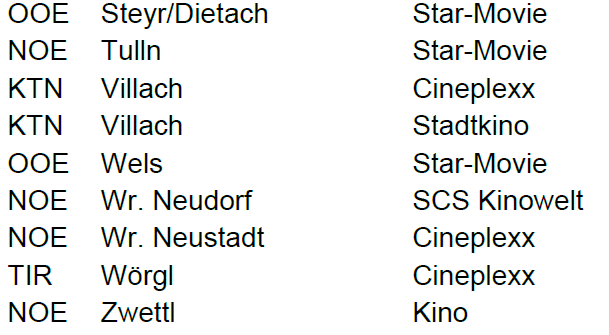 OOE Steyr/Dietach Star-Movie
NOE Tulln Star-Movie
KTN Villach Cineplexx
KTN Villach Stadtkino
OOE Wels Star-Movie
NOE Wr. Neudorf SCS Kinowelt
NOE Wr. Neustadt Cineplexx
TIR Wörgl Cineplexx
NOE Zwettl Kino